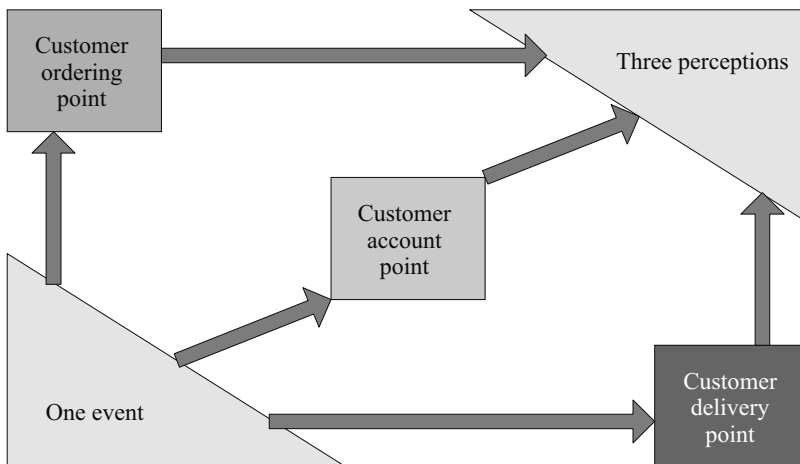 Customer
ordering
point
Three perceptions
Customer
account
point
One event
Customer
delivery
point